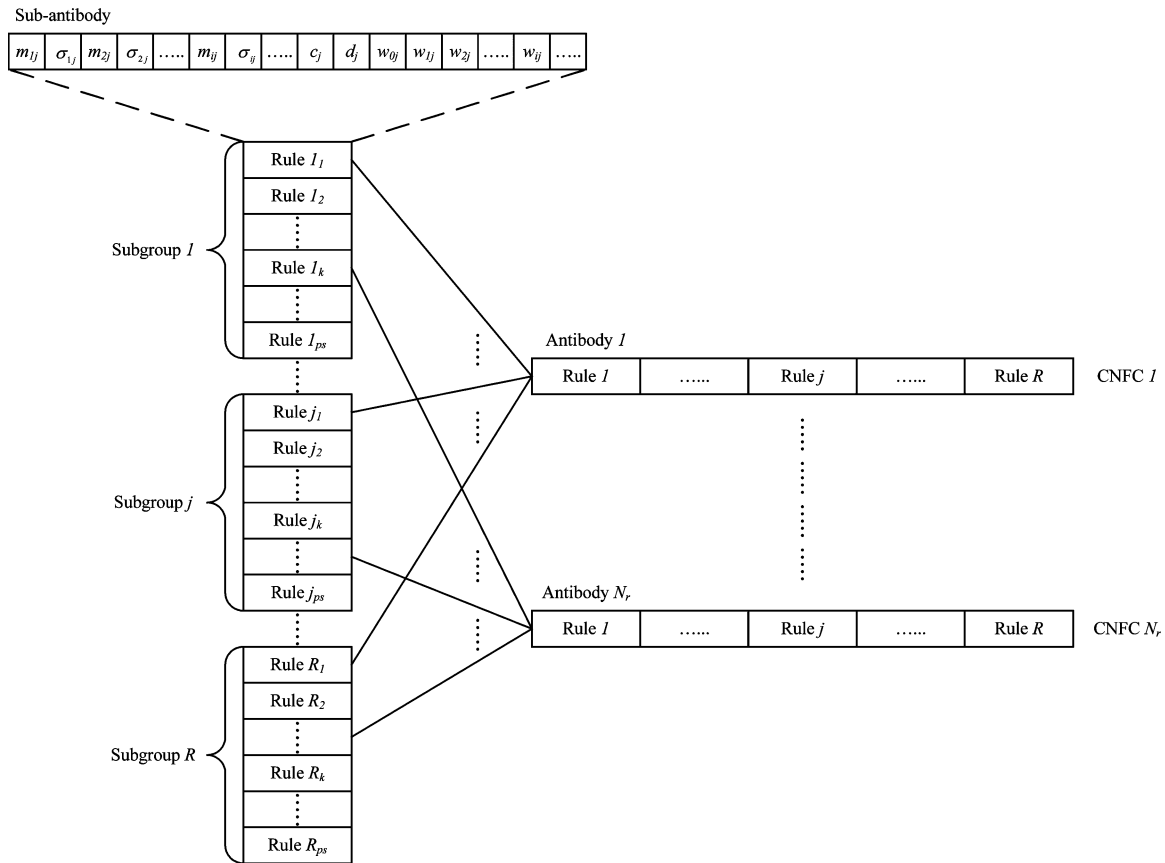 Sub-antibody
m1j σ1j m2j σ2j ..... mij σij ..... cj dj w0j w1j w2j ..... wij .....
Rule 11
Rule 12
Subgroup 1
Rule 1k
Rule 1ps
Rule j1
Rule j2
Subgroup j
Rule jk
Rule jps
Rule R1
Rule R2
Subgroup R
Rule Rk
Rule Rps
Antibody 1
Rule 1 ...... Rule j ...... Rule R CNFC 1
Antibody Nr
Rule 1 ...... Rule j ...... Rule R CNFC Nr